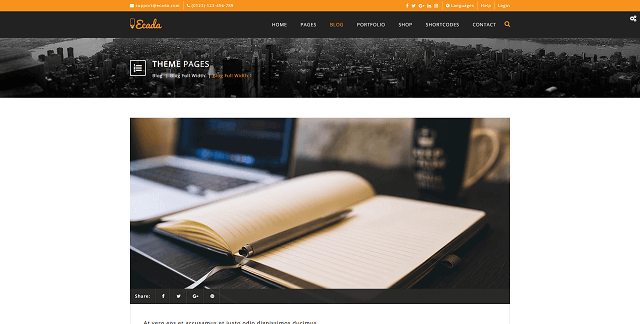 support@ecada.com (0123) 123-456-789 Languages Help Login
Ecada HOME PAGES BLOG PORTFOLIO SHOP SHORTCODES CONTACT
THEME PAGES
Blog | Blog Full Width | Blog Full Width |
Share:
At vero eos et accusamus et iusto odio dignissimos ducimus